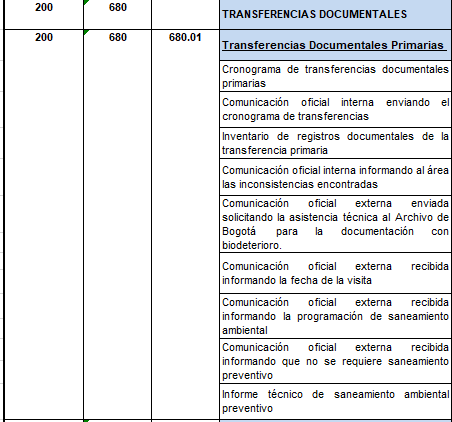 200 680 TRANSFERENCIAS DOCUMENTALES
200 680 680.01 Transferencias Documentales Primarias
Cronograma de transferencias documentales
primarias
Comunicación oficial interna enviando el
cronograma de transferencias
Inventario de registros documentales de la
transferencia primaria
Comunicación oficial interna informando al área
las inconsistencias encontradas
Comunicación oficial externa enviada
solicitando la asistencia técnica al Archivo de
Bogotá para la documentación con
biodeterioro.
Comunicación oficial externa recibida
informando la fecha de la visita
Comunicación oficial externa recibida
informando la programación de saneamiento
ambiental
Comunicación oficial externa recibida
informando que no se requiere saneamiento
preventivo
Informe técnico de saneamiento ambiental
preventivo